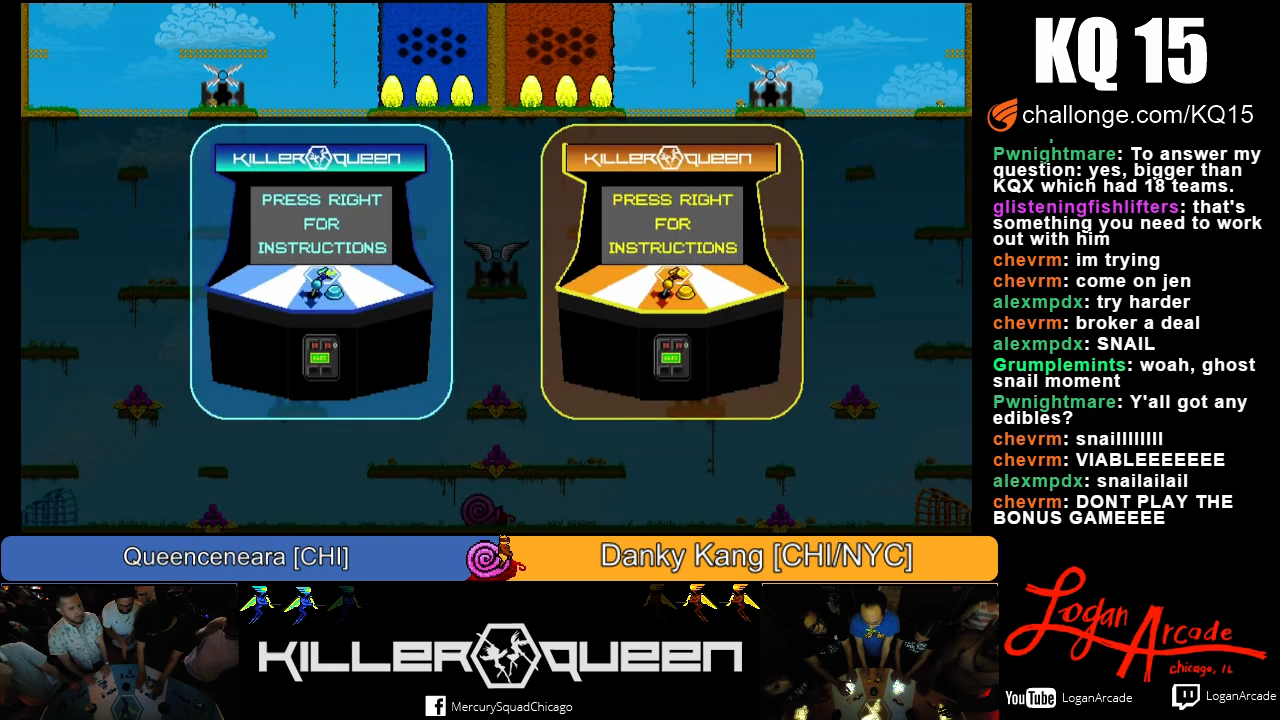 KQ 15
challonge.com/KQ15
Pwnightmare: To answer my
question: yes, bigger than
KQX which had 18 teams.
glisteningfishlifters: that's
something you need to work
out with him
chevrm: im trying
chevrm: come on jen
alexmpdx: try harder
chevrm: broker a deal
alexmpdx: SNAIL
Grumplemints: woah, ghost
snail moment
Pwnightmare: Y'all got any
edibles?
chevrm: snailllllllll
chevrm: VIABLEEEEEEE
alexmpdx: snailailail
chevrm: DONT PLAY THE
BONUS GAMEEEE
KILLER QUEEN
PRESS RIGHT
FOR
INSTRUCTIONS
KILLER QUEEN
PRESS RIGHT
FOR
INSTRUCTIONS
Queenceneara [CHI]
Danky Kang [CHI/NYC]
KILLER QUEEN
MercurySquadChicago
Logan
Arcade
chicago, IL
YouTube LoganArcade
LoganArcade